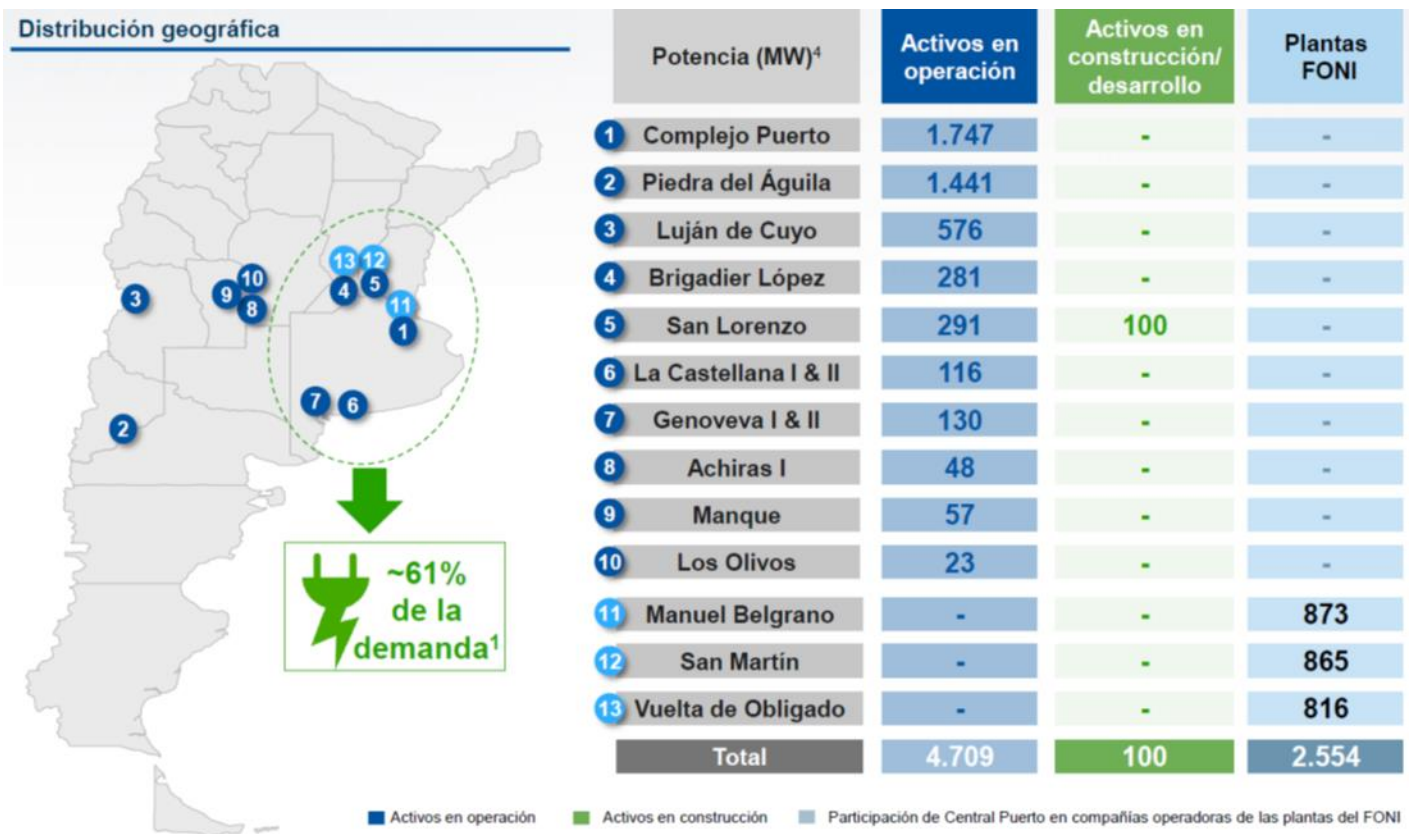 Distribución geográfica
13 12
10
9
4
5
3
8
11
1
7
6
2
~61%
de la
demanda1
Potencia (MW)4
Activos en
operación
Activos en
construcción/
desarrollo
Plantas
FONI
1 Complejo Puerto 1.747 - -
2 Piedra del Águila 1.441 - -
3 Luján de Cuyo 576 - -
4 Brigadier López 281 - -
5 San Lorenzo 291 100 -
6 La Castellana I & II 116 - -
7 Genoveva I & II 130 - -
8 Achiras I 48 - -
9 Manque 57 - -
10 Los Olivos 23 - -
11 Manuel Belgrano - - 873
12 San Martín - - 865
13 Vuelta de Obligado - - 816
Total 4.709 100 2.554
Activos en operación Activos en construcción Participación de Central Puerto en compañías operadoras de las plantas del FONI